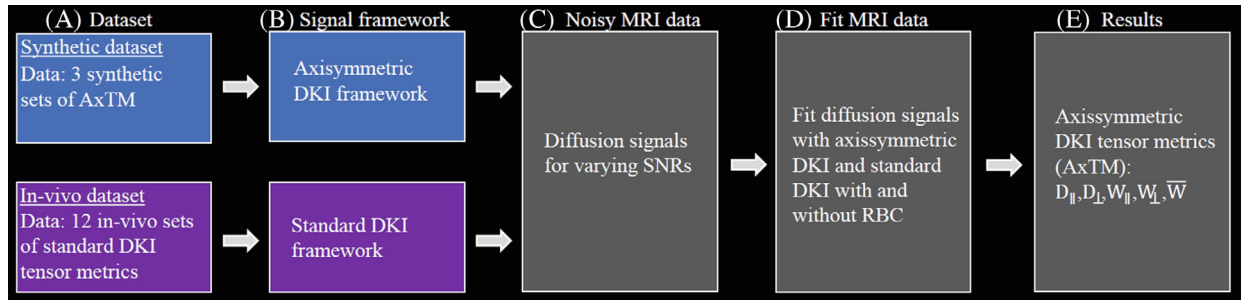 (A) Dataset
Synthetic dataset
Data: 3 synthetic
sets of AxTM
In-vivo dataset
Data: 12 in-vivo sets
of standard DKI
tensor metrics
(B) Signal framework
Axisymmetric
DKI framework
Standard DKI
framework
(C) Noisy MRI data
Diffusion signals
for varying SNRs
(D) Fit MRI data
Fit diffusion signals
with axissymmetric
DKI and standard
DKI with and
without RBC
(E) Results
Axissymmetric
DKI tensor metrics
(AxTM):
D∥,D⊥,W∥,W⊥,W̅